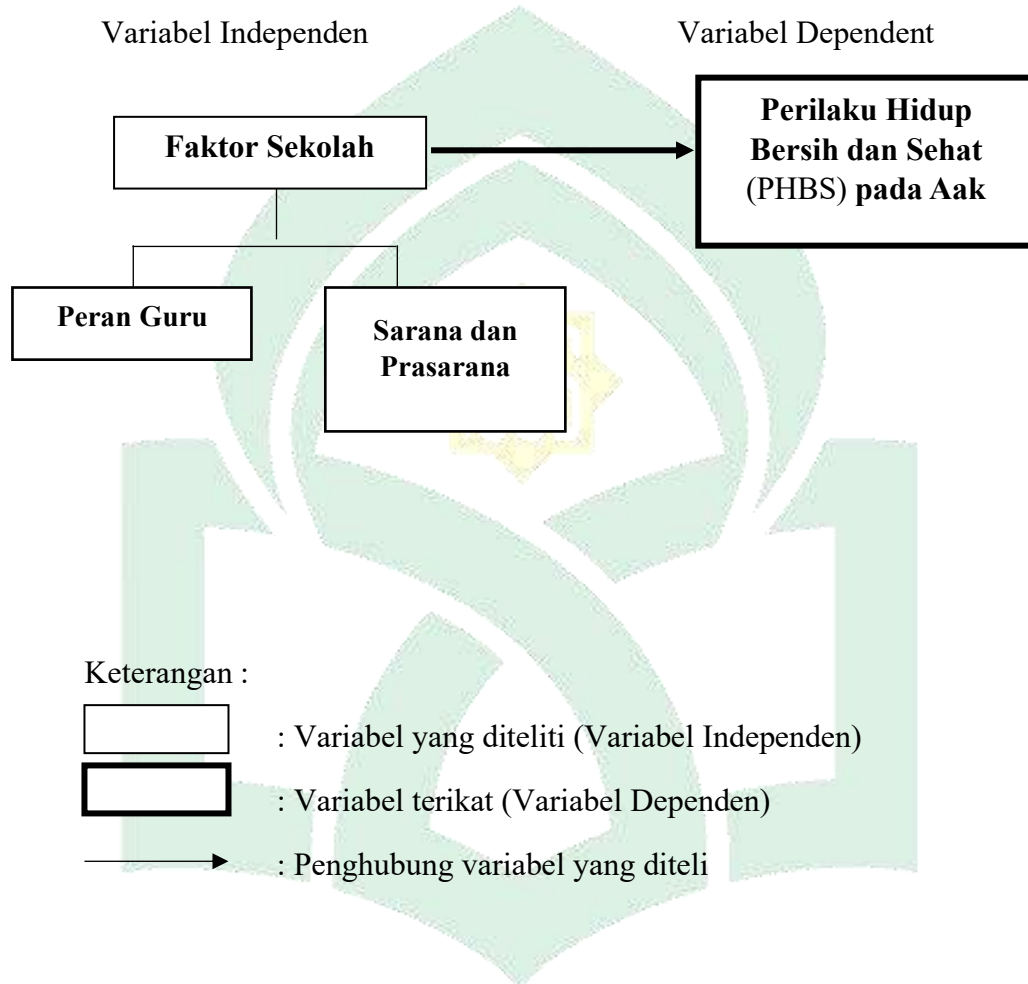 Variabel Independen
Variabel Dependent
Faktor Sekolah
Perilaku Hidup
Bersih dan Sehat
(PHBS) pada Aak
Peran Guru
Sarana dan
Prasarana
Keterangan :
: Variabel yang diteliti (Variabel Independen)
: Variabel terikat (Variabel Dependen)
: Penghubung variabel yang diteli